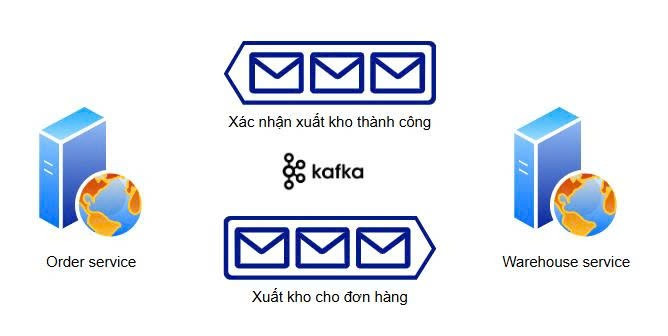 Xác nhận xuất kho thành công
kafka
Order service
Warehouse service
Xuất kho cho đơn hàng